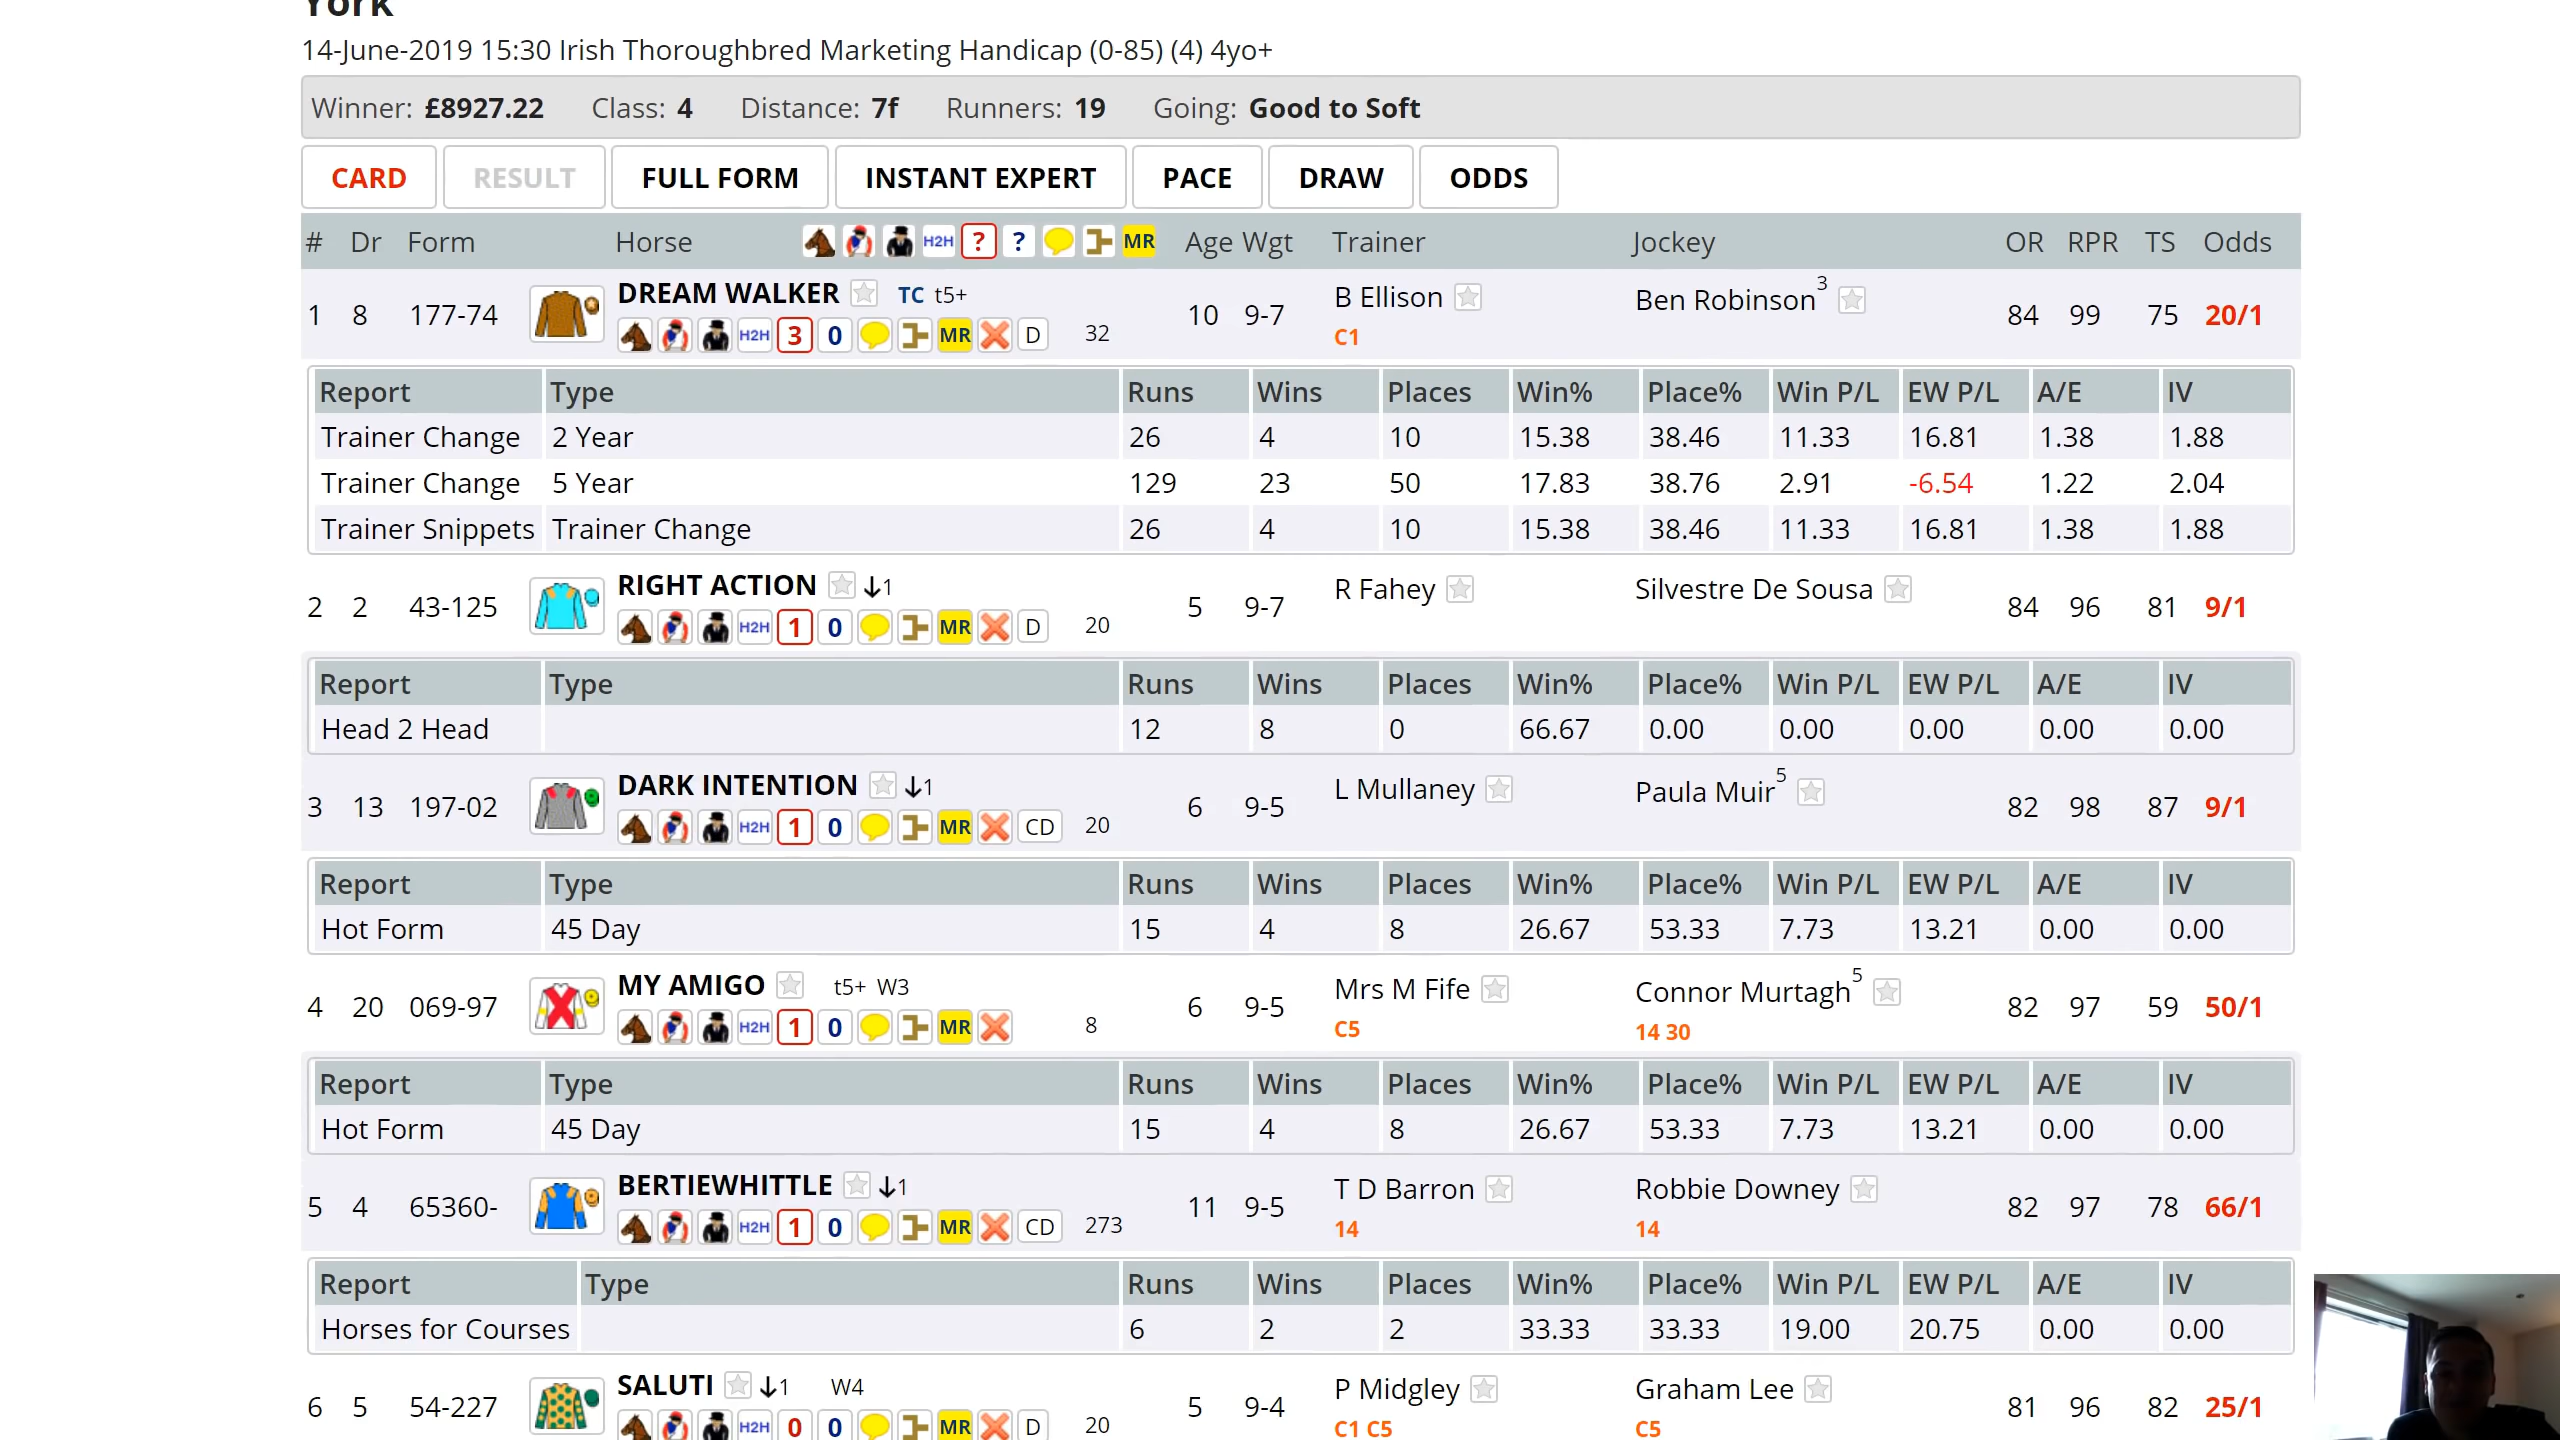 York
14-June-2019 15:30 Irish Thoroughbred Marketing Handicap (0-85) (4) 4yo+
Winner: £8927.22 Class: 4 Distance: 7f Runners: 19 Going: Good to Soft
CARD RESULT FULL FORM INSTANT EXPERT PACE DRAW ODDS
# Dr Form Horse H2H ? ? MR Age Wgt Trainer Jockey OR RPR TS Odds
1 8 177-74 DREAM WALKER TC t5+ 10 9-7 B Ellison Ben Robinson 3 84 99 75 20/1
H2H 3 0 MR D 32 C1
Report Type Runs Wins Places Win% Place% Win P/L EW P/L A/E IV
Trainer Change 2 Year 26 4 10 15.38 38.46 11.33 16.81 1.38 1.88
Trainer Change 5 Year 129 23 50 17.83 38.76 2.91 -6.54 1.22 2.04
Trainer Snippets Trainer Change 26 4 10 15.38 38.46 11.33 16.81 1.38 1.88
2 2 43-125 RIGHT ACTION ↓1 5 9-7 R Fahey Silvestre De Sousa 84 96 81 9/1
H2H 1 0 MR D 20
Report Type Runs Wins Places Win% Place% Win P/L EW P/L A/E IV
Head 2 Head 12 8 0 66.67 0.00 0.00 0.00 0.00 0.00
3 13 197-02 DARK INTENTION ↓1 6 9-5 L Mullaney Paula Muir 5 82 98 87 9/1
H2H 1 0 MR CD 20
Report Type Runs Wins Places Win% Place% Win P/L EW P/L A/E IV
Hot Form 45 Day 15 4 8 26.67 53.33 7.73 13.21 0.00 0.00
4 20 069-97 MY AMIGO t5+ W3 6 9-5 Mrs M Fife Connor Murtagh 5 82 97 59 50/1
H2H 1 0 MR 8 C5 14 30
Report Type Runs Wins Places Win% Place% Win P/L EW P/L A/E IV
Hot Form 45 Day 15 4 8 26.67 53.33 7.73 13.21 0.00 0.00
5 4 65360- BERTIEWHITTLE ↓1 11 9-5 T D Barron Robbie Downey 82 97 78 66/1
H2H 1 0 MR CD 273 14 14
Report Type Runs Wins Places Win% Place% Win P/L EW P/L A/E IV
Horses for Courses 6 2 2 33.33 33.33 19.00 20.75 0.00 0.00
6 5 54-227 SALUTI ↓1 W4 5 9-4 P Midgley Graham Lee 81 96 82 25/1
H2H 0 0 MR D 20 C1 C5 C5